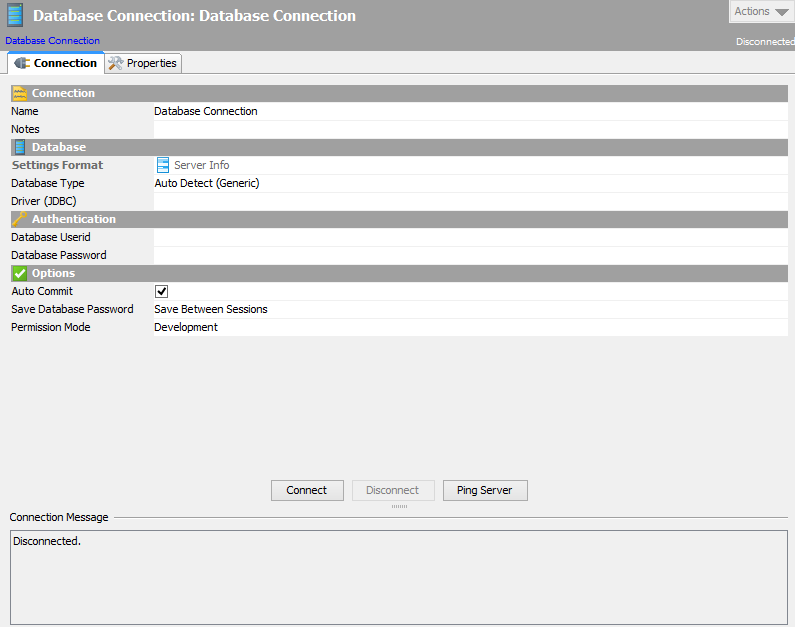 Database Connection: Database Connection
Actions
Database Connection
Disconnected
Connection
Properties
Connection
Name Database Connection
Notes
Database
Settings Format Server Info
Database Type Auto Detect (Generic)
Driver (JDBC)
Authentication
Database Userid
Database Password
Options
Auto Commit
Save Database Password Save Between Sessions
Permission Mode Development
Connect Disconnect Ping Server
Connection Message
Disconnected.